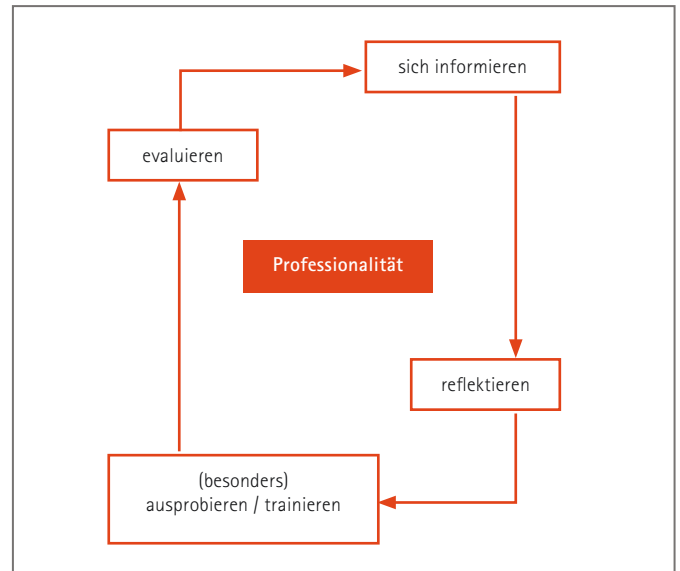 sich informieren
evaluieren
Professionalität
reflektieren
(besonders)
ausprobieren / trainieren